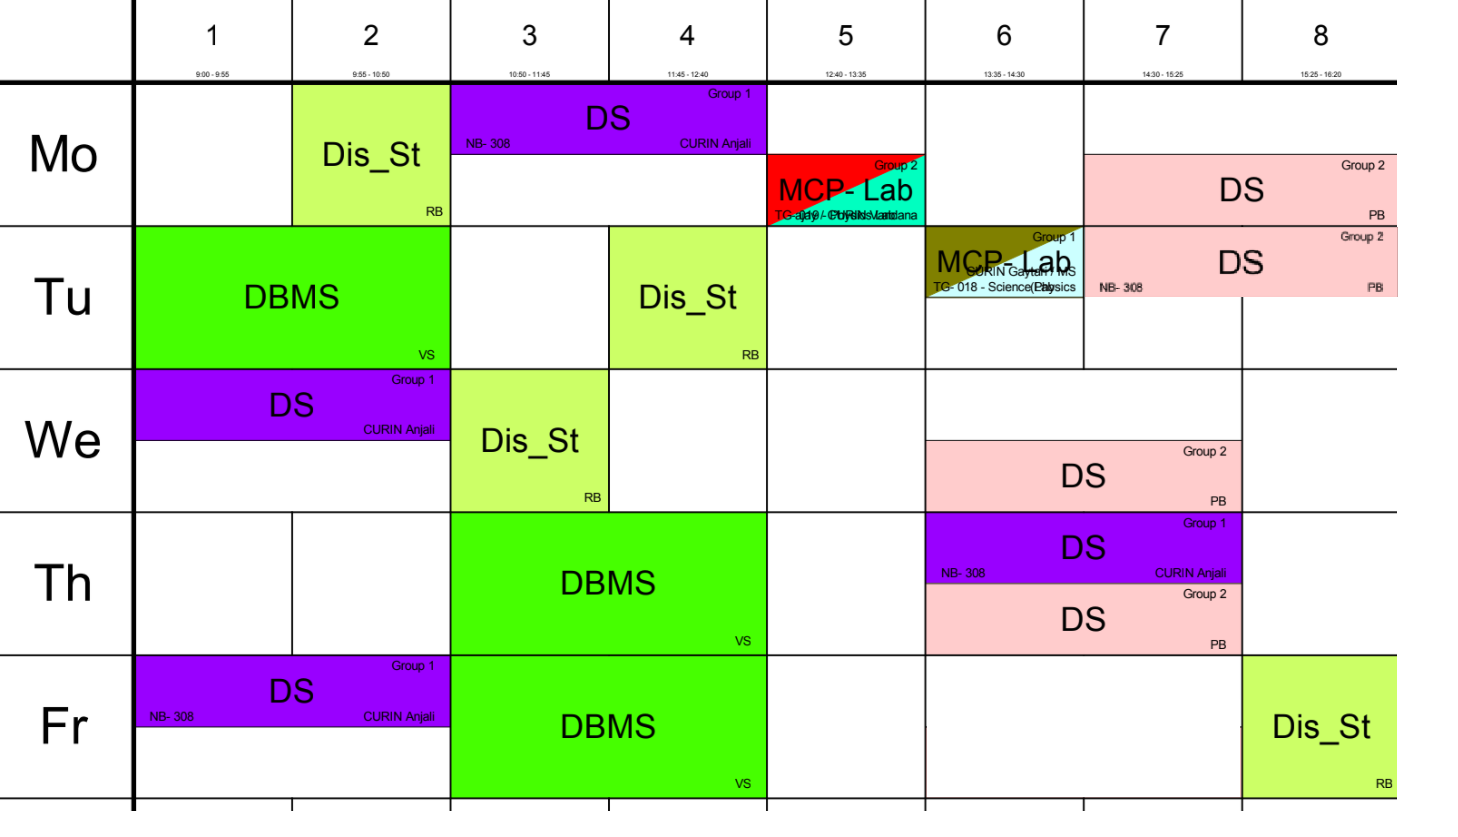 1 2 3 4 5 6 7 8
9:00 - 9:55 9:55 - 10:50 10:50 - 11:45 11:45 - 12:40 12:40 - 13:35 13:35 - 14:30 14:30 - 15:25 15:25 - 16:20
Mo
Dis_St
RB
Group 1
DS
NB- 308 CURIN Anjali
Group 2
MCP- Lab
Group 2
DS
PB
Tu
DBMS
VS
Dis_St
RB
Group 1
MCP- Lab
CURIN Gayturi / MS
TG- 018 - Science
Group 2
DS
NB- 308 PB
We
Group 1
DS
CURIN Anjali
Dis_St
RB
Group 2
DS
PB
Th
DBMS
VS
Group 1
DS
NB- 308 CURIN Anjali
Group 2
DS
PB
Fr
Group 1
DS
NB- 308 CURIN Anjali
DBMS
VS
Dis_St
RB